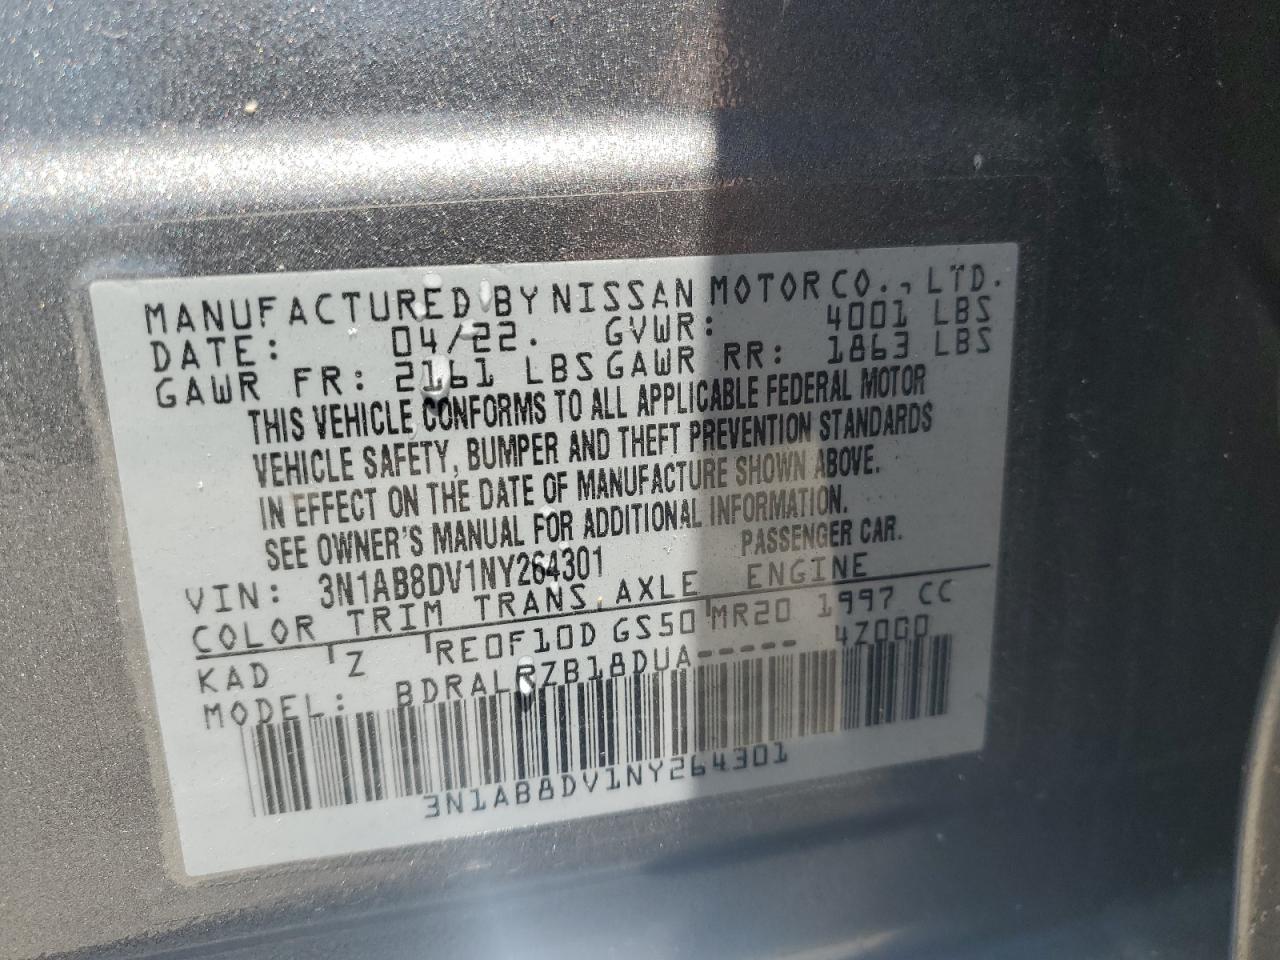 MANUFACTURED BY NISSAN MOTOR CO., LTD.
DATE: 04/22. GVWR: 4001 LBS
GAWR FR: 2161 LBS GAWR RR: 1863 LBS
THIS VEHICLE CONFORMS TO ALL APPLICABLE FEDERAL MOTOR
VEHICLE SAFETY, BUMPER AND THEFT PREVENTION STANDARDS
IN EFFECT ON THE DATE OF MANUFACTURE SHOWN ABOVE.
SEE OWNER'S MANUAL FOR ADDITIONAL INFORMATION.
PASSENGER CAR.
VIN: 3N1AB8DV1NY264301
COLOR TRIM TRANS. AXLE ENGINE
KAD Z RE0F10D GS50 MR20 1997 CC
MODEL: BDRALRZB18DUA----- 4Z000
3N1AB8DV1NY264301